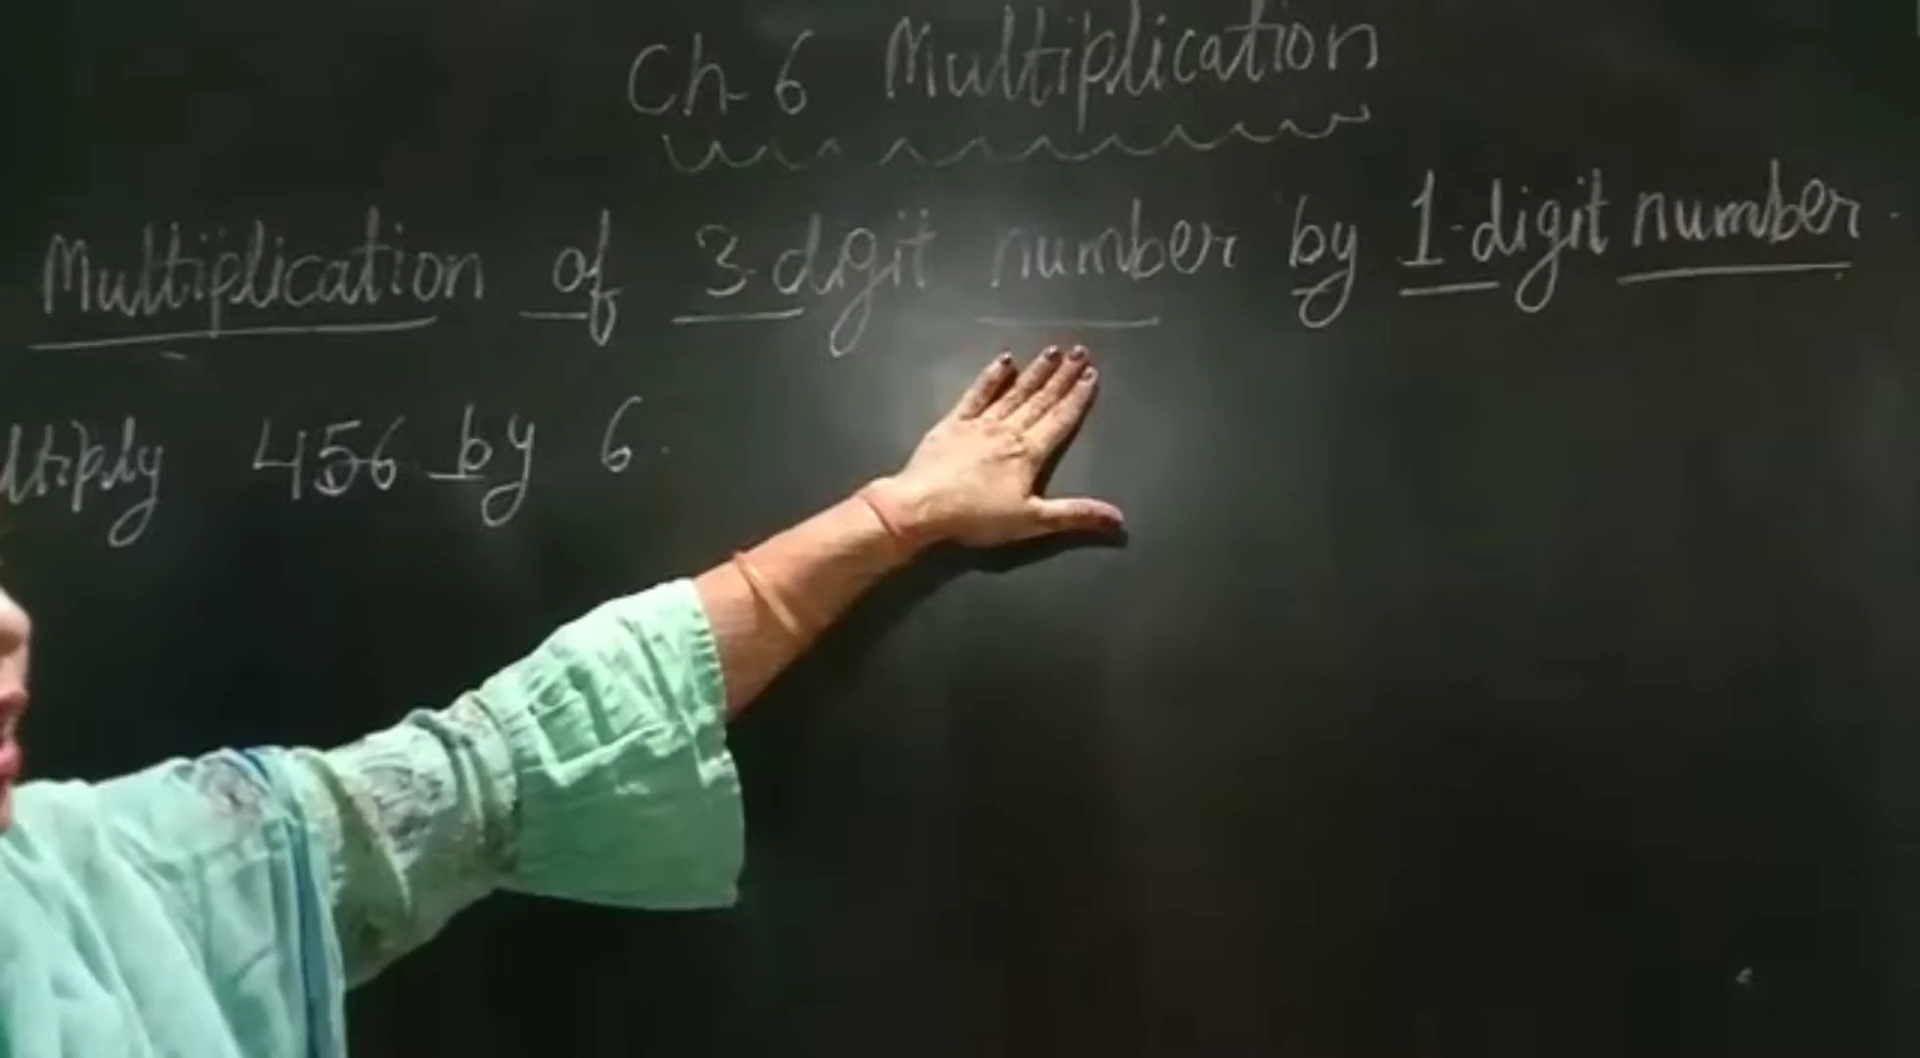 Ch-6 Multiplication
Multiplication of 3-digit number by 1-digit number.
ltiply 456 by 6.